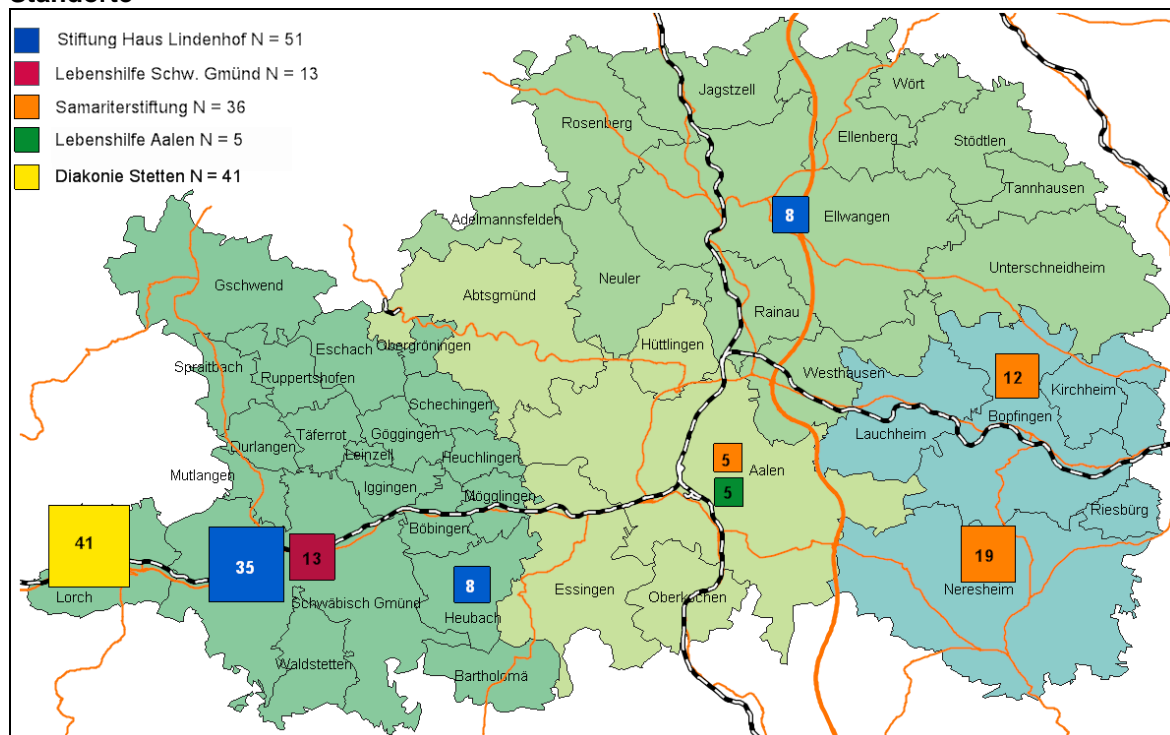 Standorte
Stiftung Haus Lindenhof N = 51
Lebenshilfe Schw. Gmünd N = 13
Samariterstiftung N = 36
Lebenshilfe Aalen N = 5
Diakonie Stetten N = 41
Jagstzell
Wört
Rosenberg
Ellenberg
Stödtlen
Tannhausen
Adelmannsfelden
8
Ellwangen
Unterschneidheim
Gschwend
Abtsgmünd
Neuler
Rainau
Eschach
Obergröningen
Hüttlingen
Spraitbach
Ruppertshofen
Westhausen
12
Kirchheim
Schechingen
Bopfingen
Durlangen
Täferrot
Göggingen
Lauchheim
Leinzell
Heuchlingen
5
Aalen
Mutlangen
Iggingen
Mögglingen
5
Riesbürg
Böbingen
41
35
13
19
8
Lorch
Schwäbisch Gmünd
Heubach
Essingen
Oberkochen
Neresheim
Waldstetten
Bartholomä